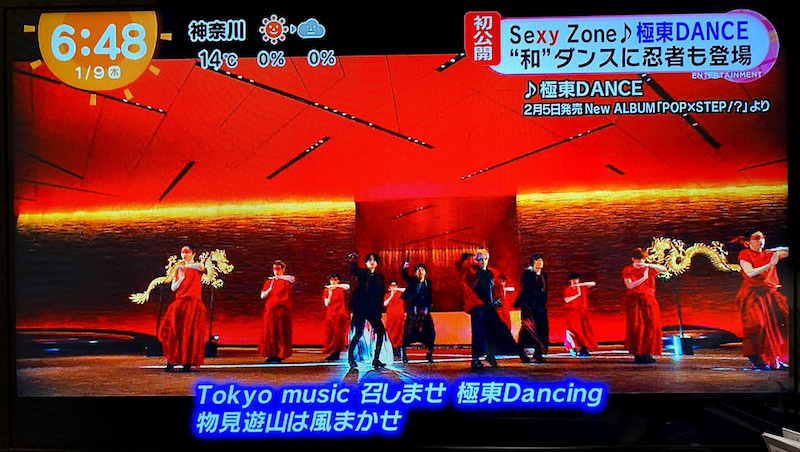 6:48
1/9㊍
神奈川
14℃ 0% 0%
初公開
Sexy Zone♪極東DANCE
“和”ダンスに忍者も登場
ENTERTAINMENT
♪極東DANCE
2月5日発売 New ALBUM「POP×STEP!?」より
Tokyo music 召しませ 極東Dancing
物見遊山は風まかせ